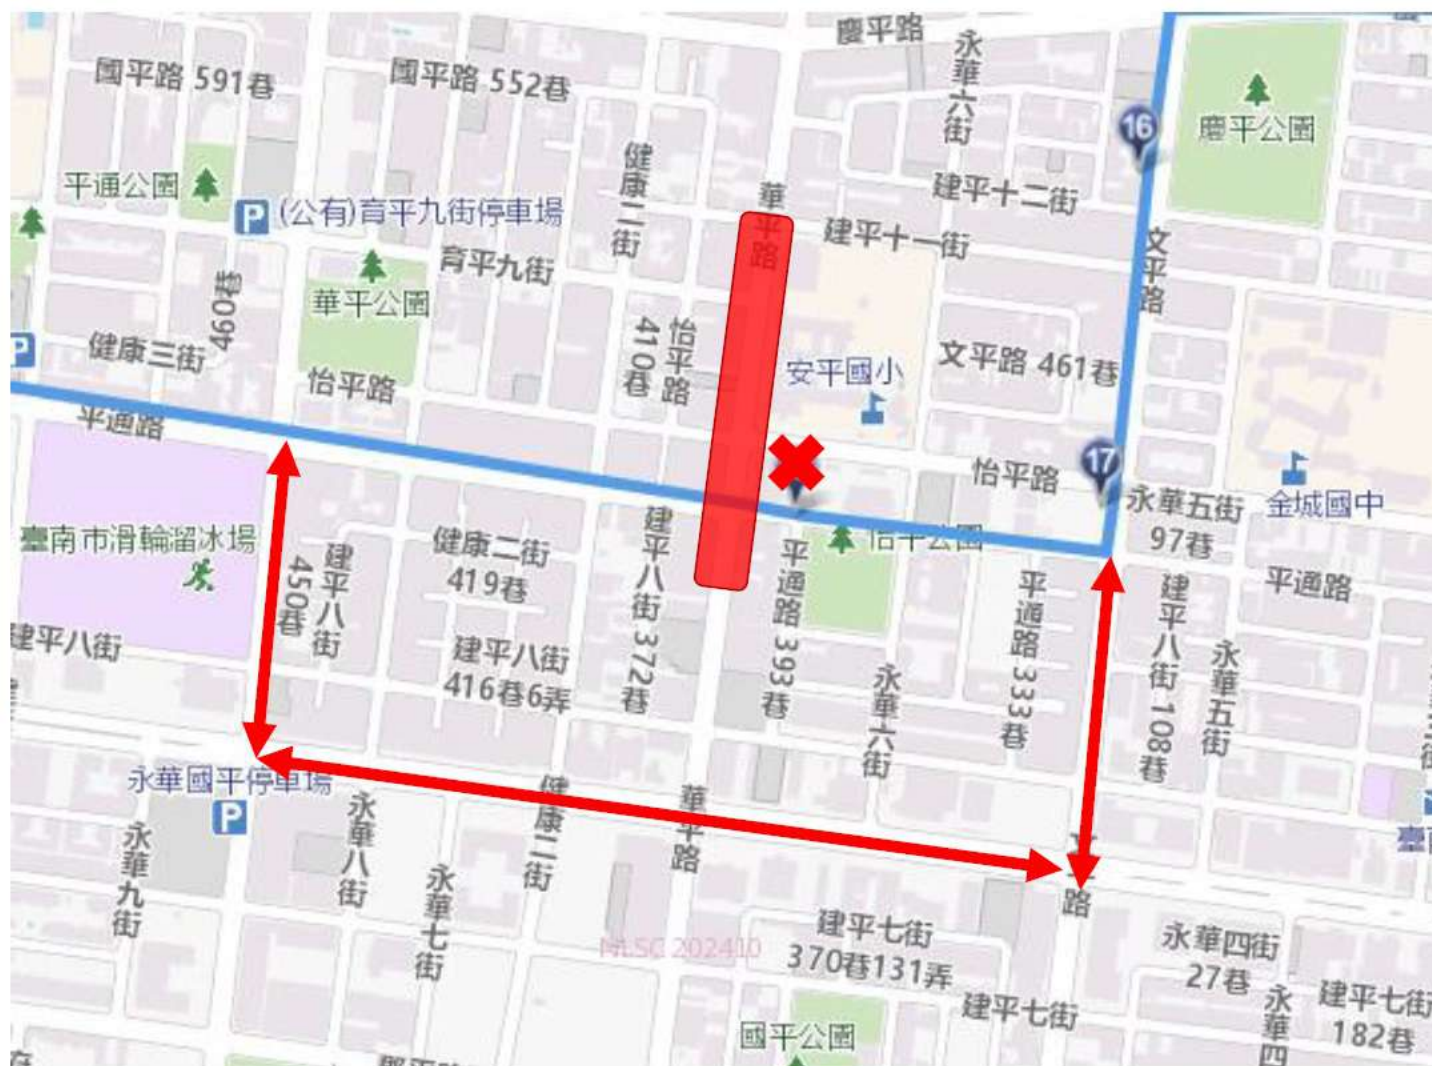 慶平路
永華六街
國平路 591巷
國平路 552巷
16
慶平公園
健康二街
平通公園
華平路
建平十二街
P
(公有)育平九街停車場
建平十一街
文平路
育平九街
華平公園
460巷
怡平路
410巷
健康三街
P
安平國小
文平路 461巷
怡平路
平通路
17
怡平路
永華五街
97巷
金城國中
臺南市滑輪溜冰場
建平八街
450巷
健康二街
419巷
建平八街 372巷
平通路 393巷
怡平公園
平通路 333巷
建平八街 108巷
平通路
建平八街
建平八街
416巷6弄
永華六街
永華五街
永華國平停車場
P
永華九街
永華八街
永華七街
健康二街
華平路
路
NLSC 202410
建平七街
370巷131弄
建平七街
永華四街
27巷
永華四
建平七街
182巷
國平公園